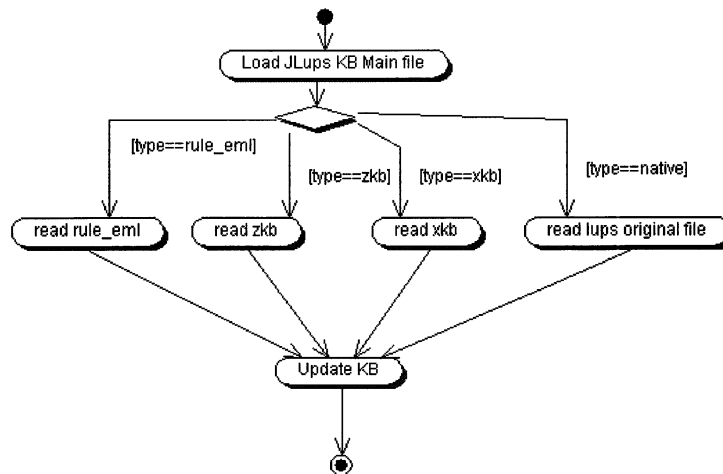 Load JLups KB Main file
[type==rule_eml]
[type==zkb]
[type==xkb]
[type==native]
read rule_eml
read zkb
read xkb
read lups original file
Update KB